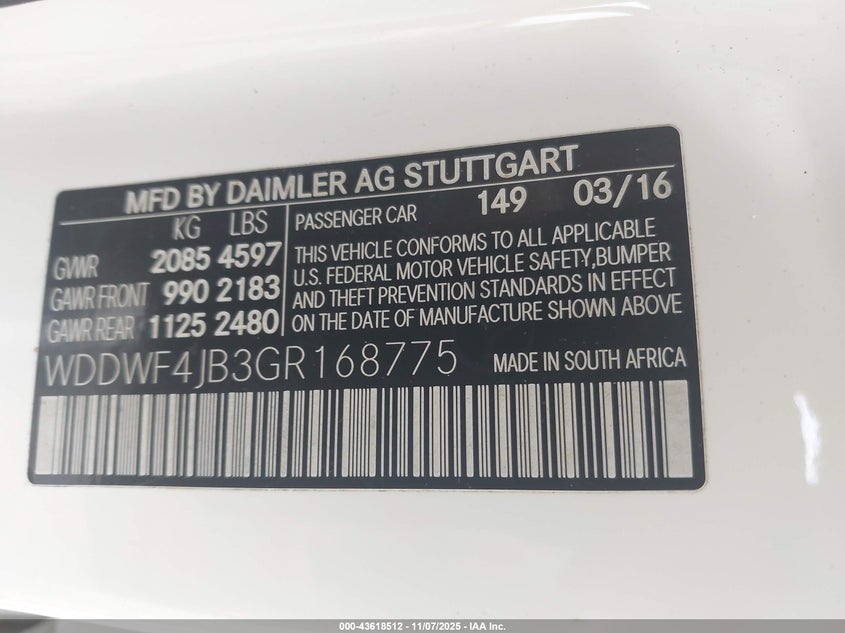 MFD BY DAIMLER AG STUTTGART
KG LBS
GVWR 2085 4597
GAWR FRONT 990 2183
GAWR REAR 1125 2480
PASSENGER CAR 149 03/16
THIS VEHICLE CONFORMS TO ALL APPLICABLE
U.S. FEDERAL MOTOR VEHICLE SAFETY,BUMPER
AND THEFT PREVENTION STANDARDS IN EFFECT
ON THE DATE OF MANUFACTURE SHOWN ABOVE
WDDWF4JB3GR168775 MADE IN SOUTH AFRICA
000-43618512 - 11/07/2025 - IAA Inc.